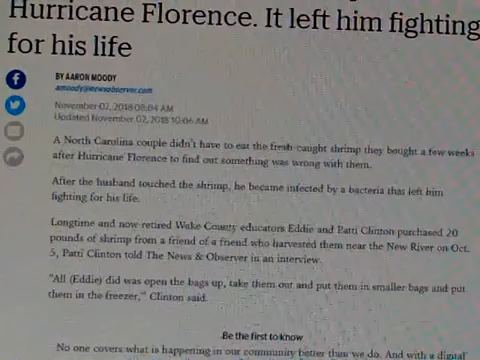 Hurricane Florence. It left him fighting
for his life
BY AARON MOODY
amoody@newsobserver.com
November 02, 2018 08:04 AM
Updated November 02, 2018 10:06 AM
A North Carolina couple didn't have to eat the fresh-caught shrimp they bought a few weeks
after Hurricane Florence to find out something was wrong with them.
After the husband touched the shrimp, he became infected by a bacteria that left him
fighting for his life.
Longtime and now-retired Wake County educators Eddie and Patti Clinton purchased 20
pounds of shrimp from a friend of a friend who harvested them near the New River on Oct.
5, Patti Clinton told The News & Observer in an interview.
"All (Eddie) did was open the bags up, take them out and put them in smaller bags and put
them in the freezer," Clinton said.
Be the first to know
No one covers what is happening in our community better than we do. And with a digital